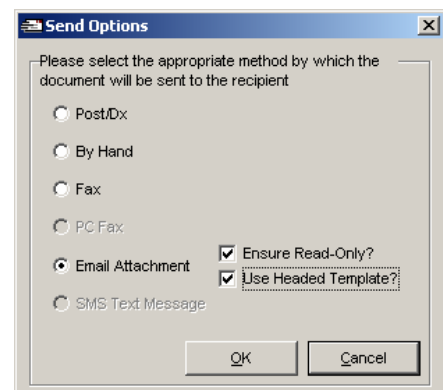 Send Options
Please select the appropriate method by which the
document will be sent to the recipient
Post/Dx
By Hand
Fax
PC Fax
Email Attachment
Ensure Read-Only?
Use Headed Template?
SMS Text Message
OK
Cancel